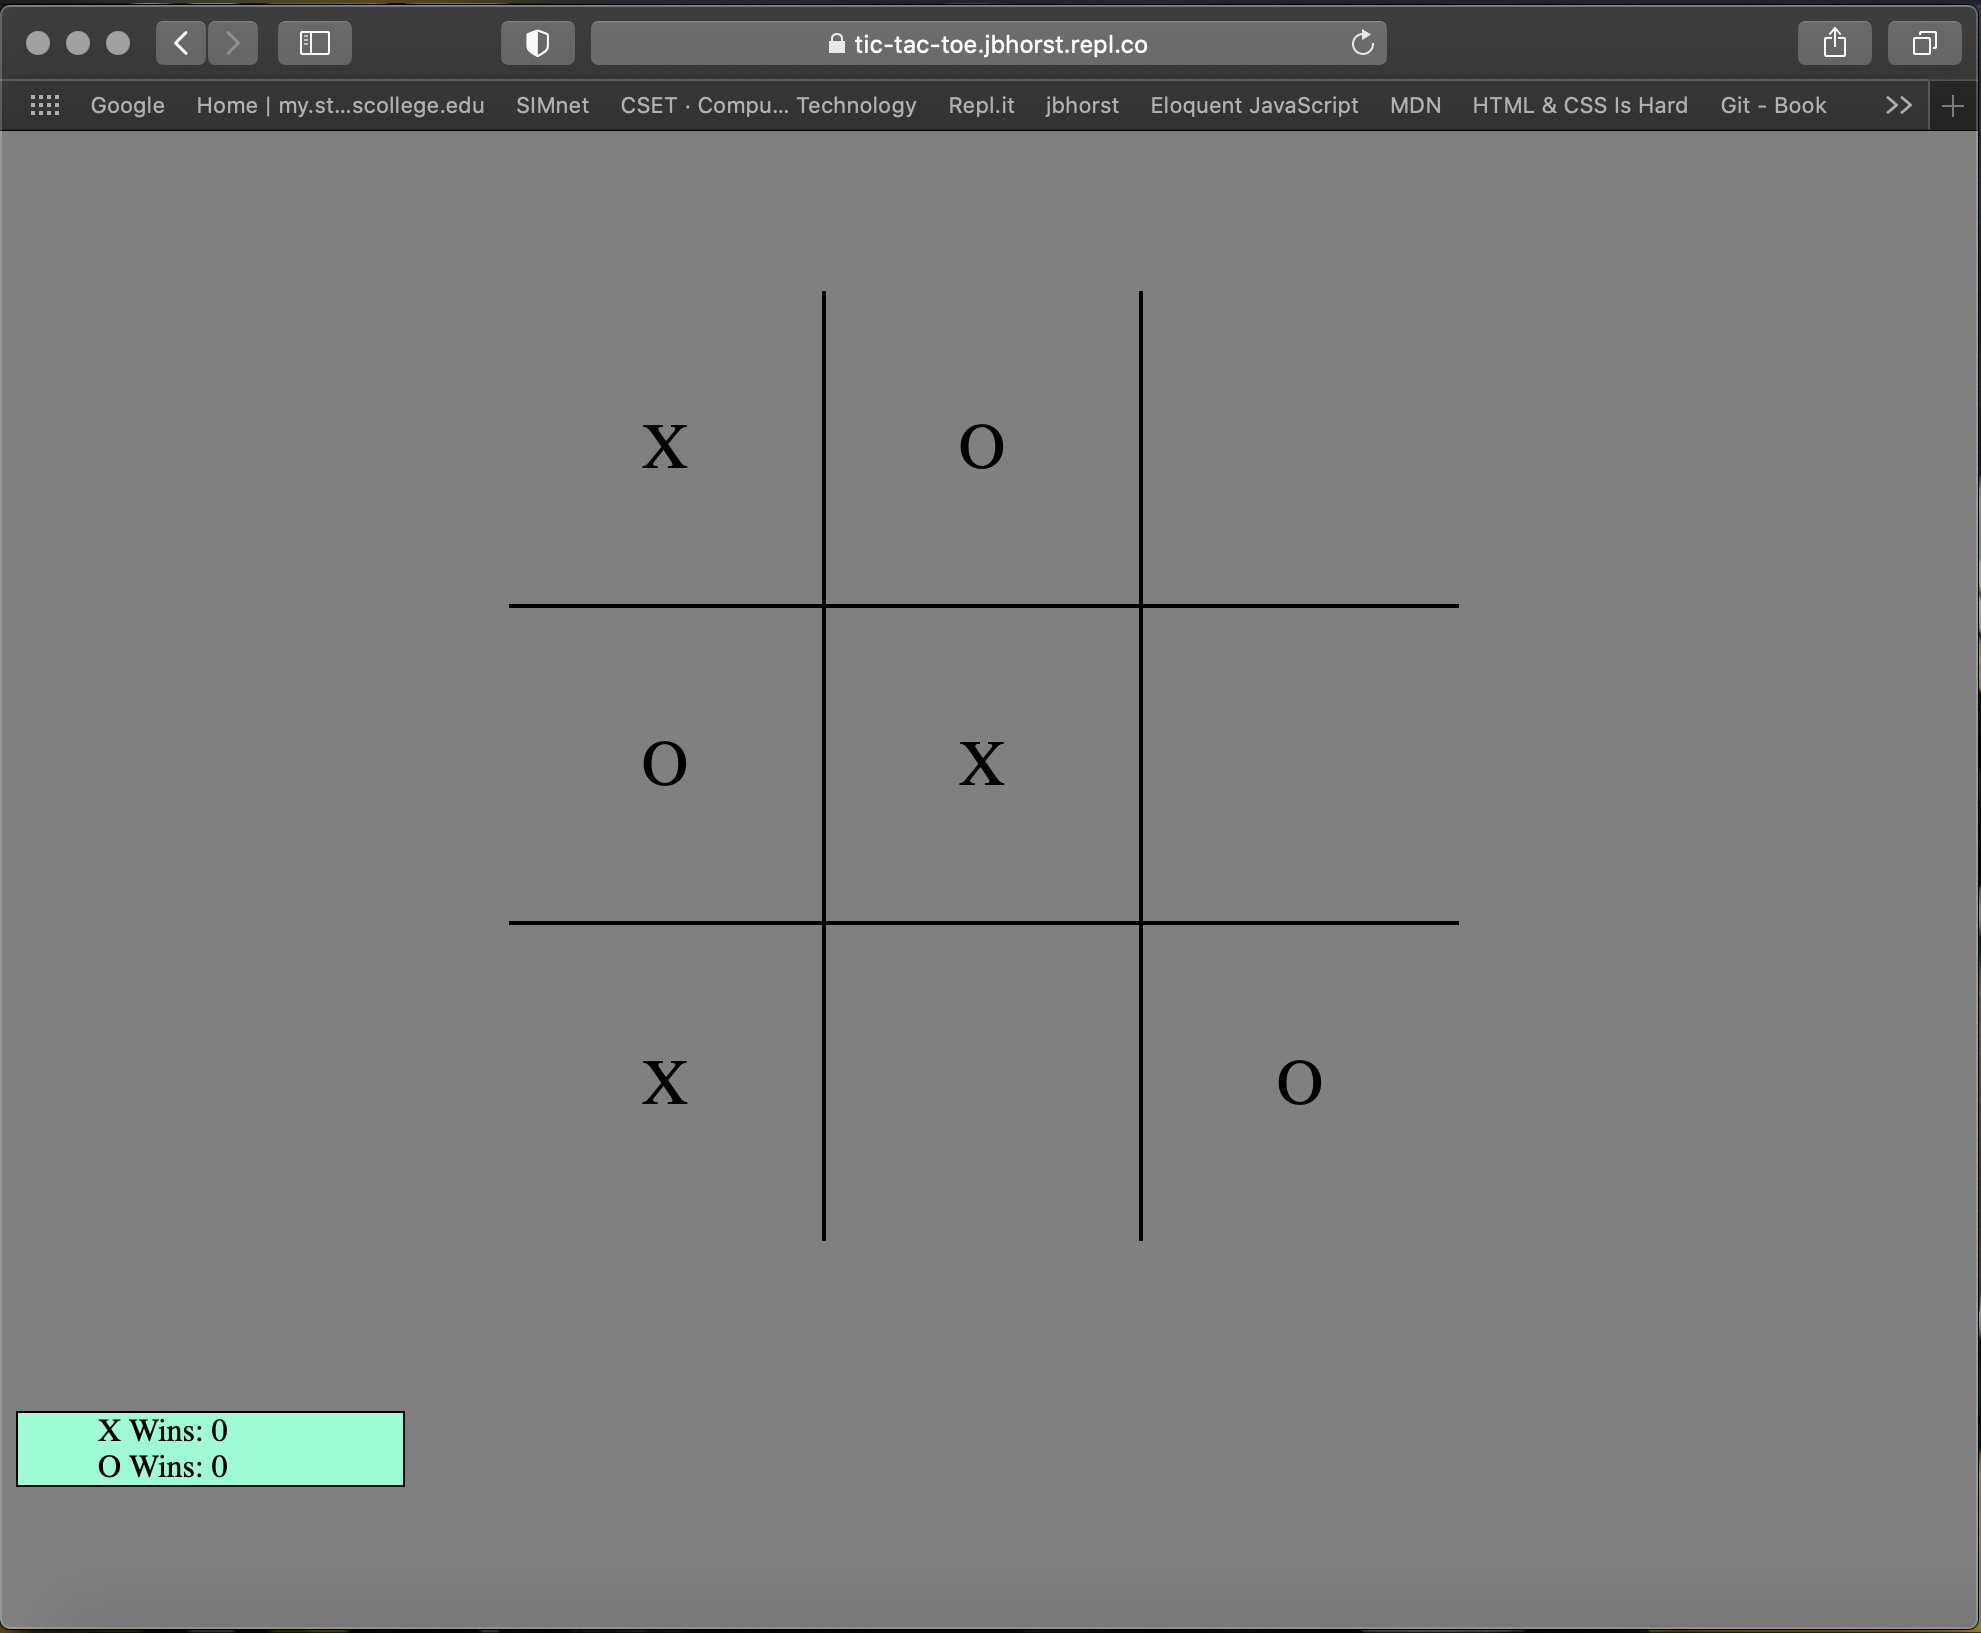 tic-tac-toe.jbhorst.repl.co
Google Home | my.st...scollege.edu SIMnet CSET · Compu... Technology Repl.it jbhorst Eloquent JavaScript MDN HTML & CSS Is Hard Git - Book
X O
O X
X O
X Wins: 0
O Wins: 0